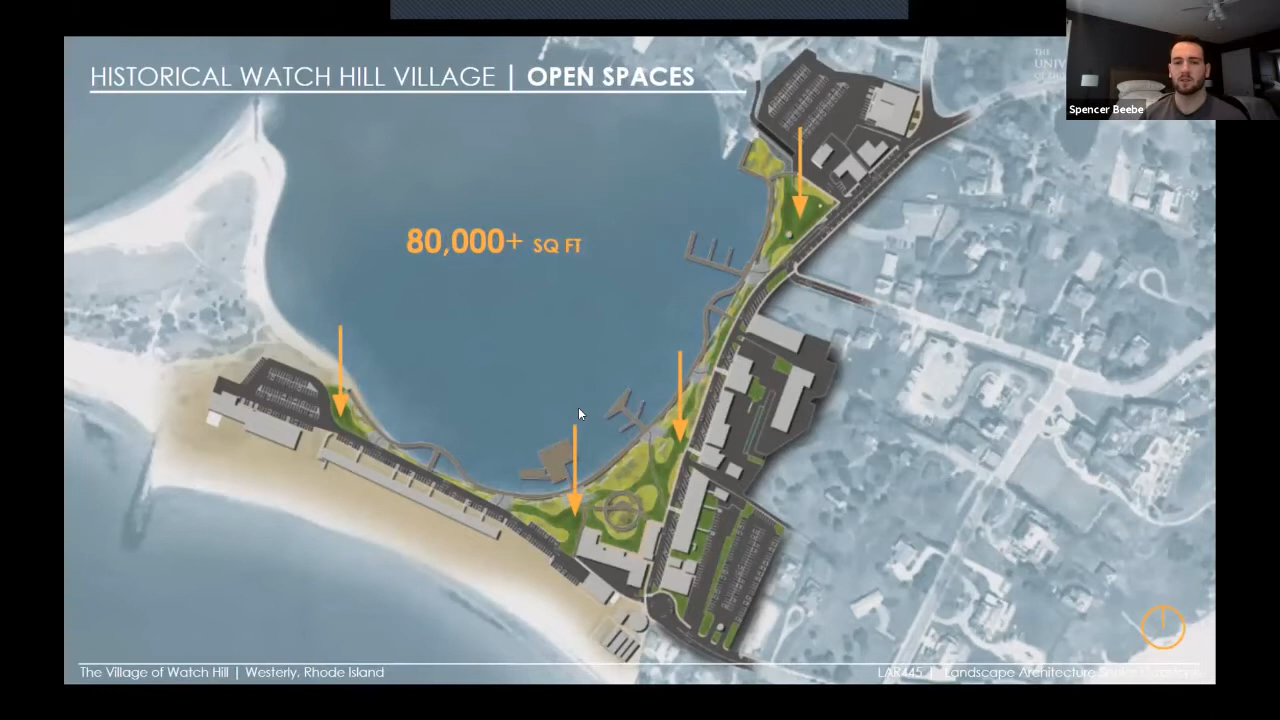 HISTORICAL WATCH HILL VILLAGE | OPEN SPACES
THE
Spencer Beebe
80,000+ SQ FT
The Village of Watch Hill | Westerly, Rhode Island
LAR445 | Landscape Architecture